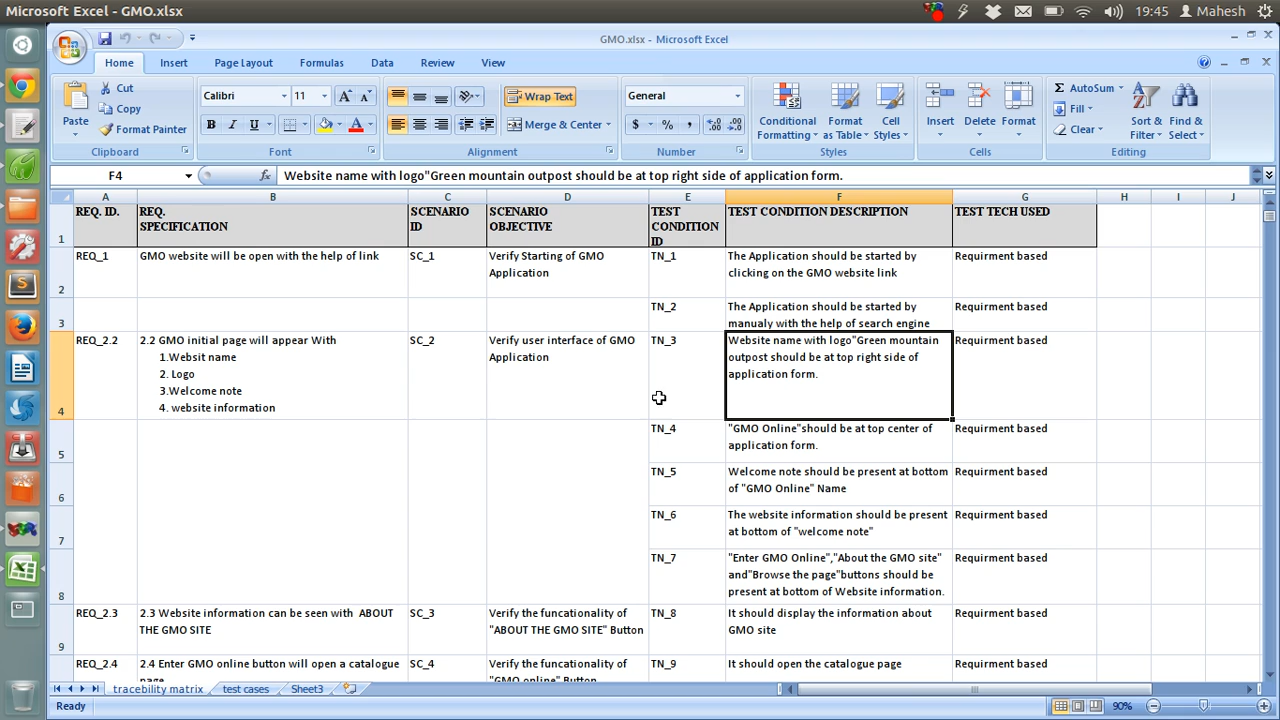 Microsoft Excel - GMO.xlsx
19:45
Mahesh
GMO.xlsx - Microsoft Excel
Home
Insert
Page Layout
Formulas
Data
Review
View
Paste
Cut
Copy
Format Painter
Clipboard
Calibri
11
B I U
Font
Wrap Text
Merge & Center
Alignment
General
$ % ,
Number
Conditional
Formatting
Format
as Table
Cell
Styles
Styles
Insert
Delete
Format
Cells
AutoSum
Fill
Clear
Sort &
Filter
Find &
Select
Editing
F4
fx
Website name with logo"Green mountain outpost should be at top right side of application form.
A B C D E F G H I J
1
REQ. ID.
REQ.
SPECIFICATION
SCENARIO
ID
SCENARIO
OBJECTIVE
TEST
CONDITION
ID
TEST CONDITION DESCRIPTION
TEST TECH USED
2
REQ_1
GMO website will be open with the help of link
SC_1
Verify Starting of GMO
Application
TN_1
The Application should be started by
clicking on the GMO website link
Requirment based
3
TN_2
The Application should be started by
manualy with the help of search engine
Requirment based
4
REQ_2.2
2.2 GMO initial page will appear With
1.Websit name
2. Logo
3.Welcome note
4. website information
SC_2
Verify user interface of GMO
Application
TN_3
Website name with logo"Green mountain
outpost should be at top right side of
application form.
Requirment based
5
TN_4
"GMO Online"should be at top center of
application form.
Requirment based
6
TN_5
Welcome note should be present at bottom
of "GMO Online" Name
Requirment based
7
TN_6
The website information should be present
at bottom of "welcome note"
Requirment based
8
TN_7
"Enter GMO Online","About the GMO site"
and"Browse the page"buttons should be
present at bottom of Website information.
Requirment based
9
REQ_2.3
2.3 Website information can be seen with ABOUT
THE GMO SITE
SC_3
Verify the funcationality of
"ABOUT THE GMO SITE" Button
TN_8
It should display the information about
GMO site
Requirment based
REQ_2.4
2.4 Enter GMO online button will open a catalogue
page
SC_4
Verify the funcationality of
"GMO online" Button
TN_9
It should open the catalogue page
Requirment based
tracebility matrix
test cases
Sheet3
Ready
90%